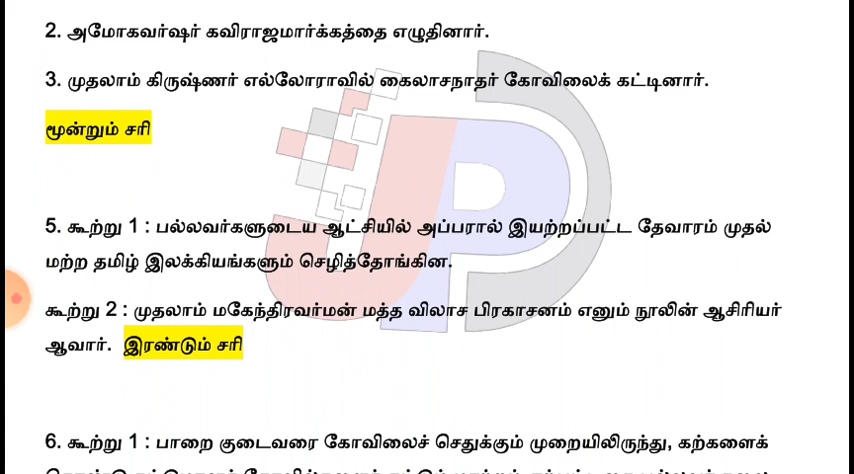 2. அமோகவர்ஷர் கவிராஜமார்க்கத்தை எழுதினார்.
3. முதலாம் கிருஷ்ணர் எல்லோராவில் கைலாசநாதர் கோவிலைக் கட்டினார்.
மூன்றும் சரி
5. கூற்று 1 : பல்லவர்களுடைய ஆட்சியில் அப்பரால் இயற்றப்பட்ட தேவாரம் முதல்
மற்ற தமிழ் இலக்கியங்களும் செழித்தோங்கின.
கூற்று 2 : முதலாம் மகேந்திரவர்மன் மத்த விலாச பிரகாசனம் எனும் நூலின் ஆசிரியர்
ஆவார். இரண்டும் சரி
6. கூற்று 1 : பாறை குடைவரை கோவிலைச் செதுக்கும் முறையிலிருந்து, கற்களைக்